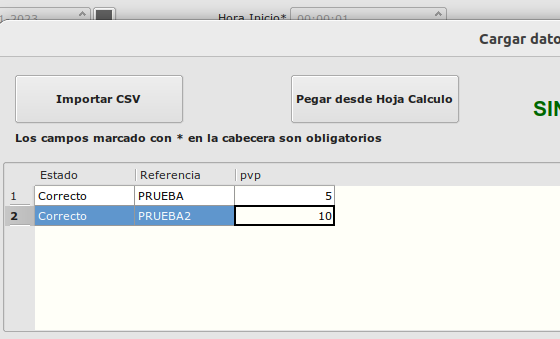 2023
Hora Inicio* 00:00:01
Cargar dato
Importar CSV
Pegar desde Hoja Calculo
SIN
Los campos marcado con * en la cabecera son obligatorios
Estado Referencia pvp
1 Correcto PRUEBA 5
2 Correcto PRUEBA2 10